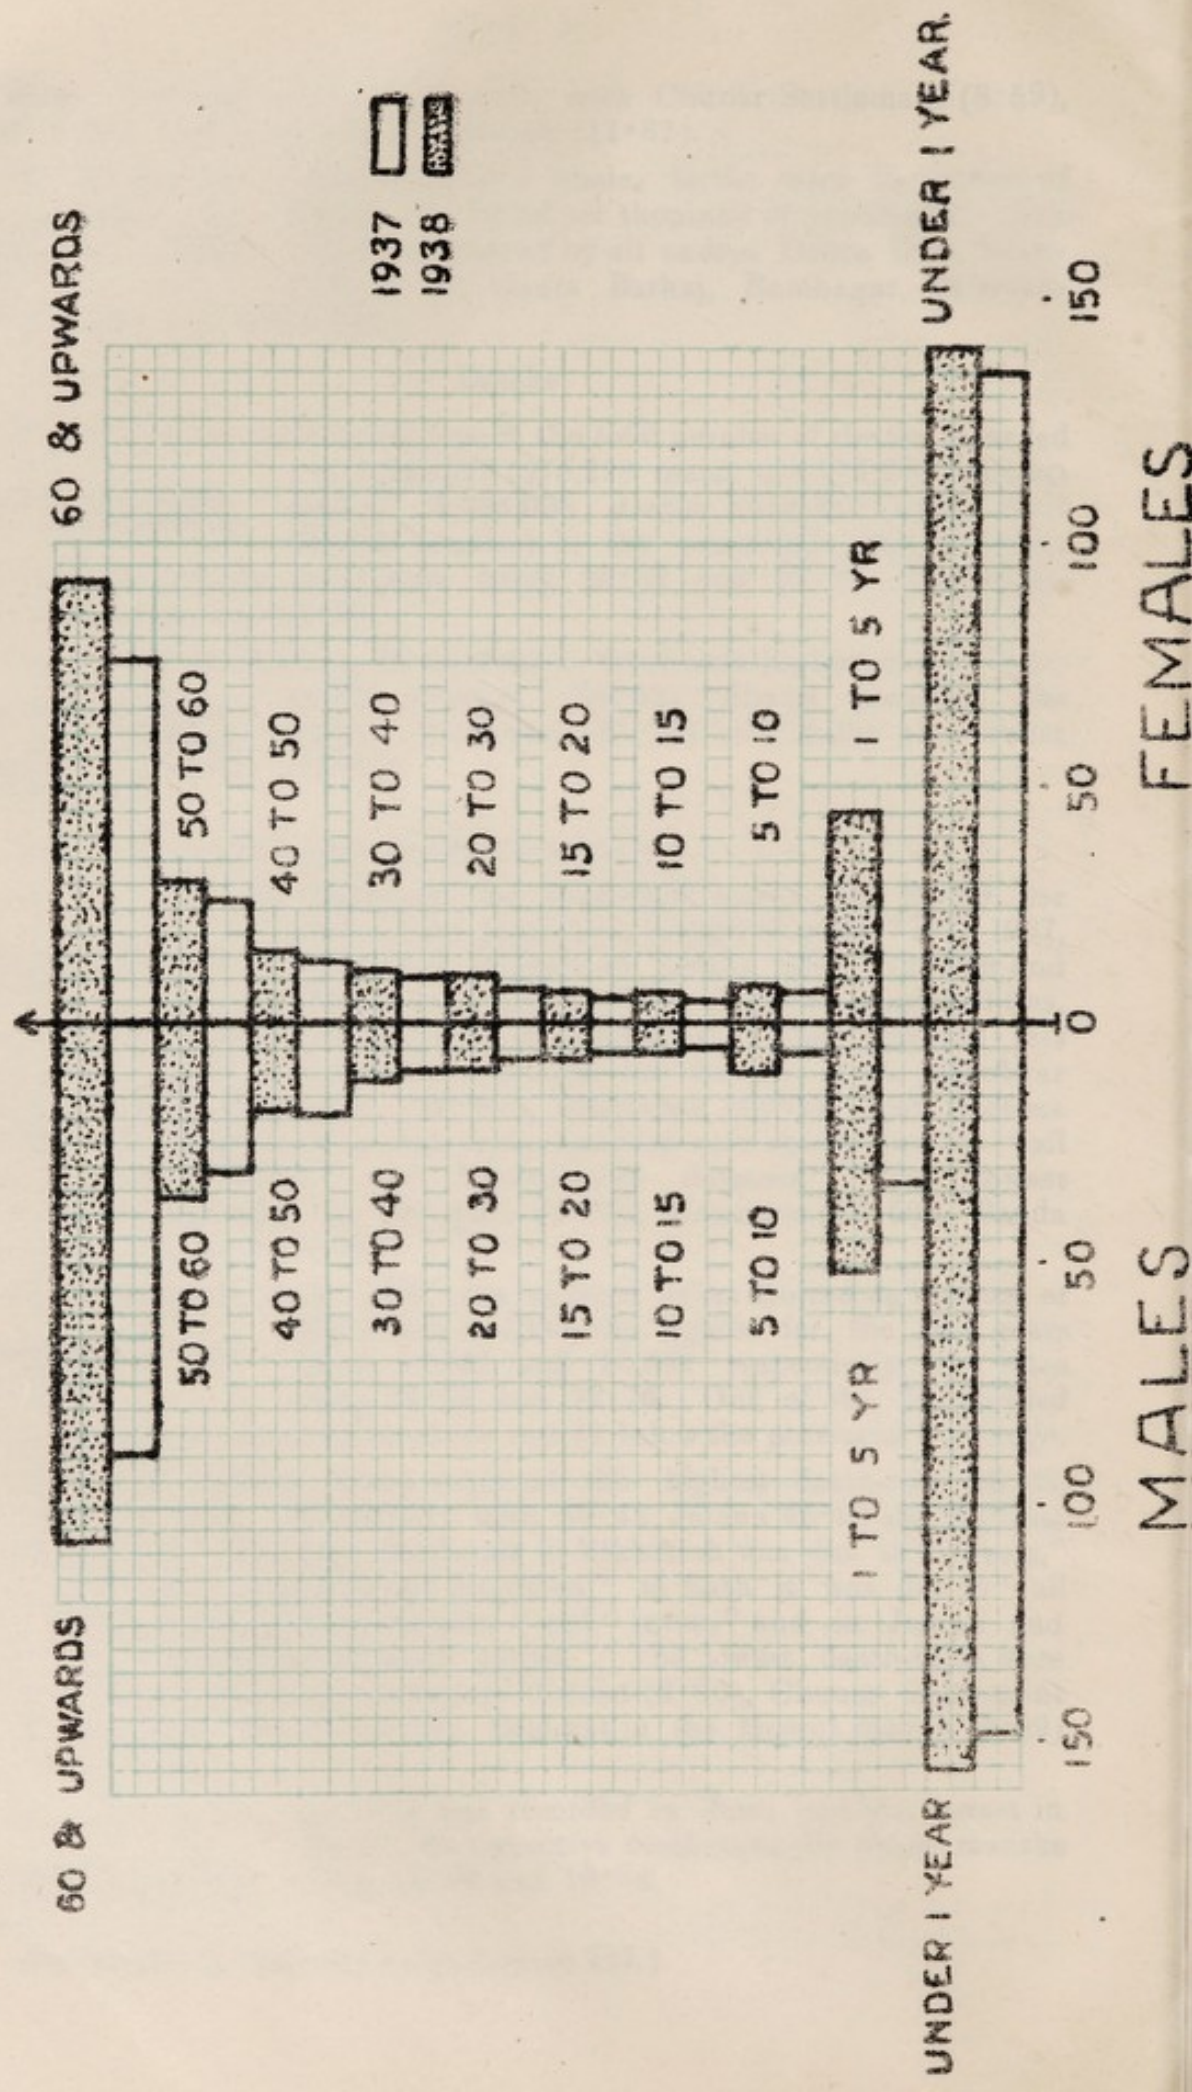 60 & UPWARDS
60 & UPWARDS
50 TO 60
50 TO 60
40 TO 50
40 TO 50
30 TO 40
30 TO 40
20 TO 30
20 TO 30
15 TO 20
15 TO 20
10 TO 15
10 TO 15
5 TO 10
5 TO 10
1 TO 5 YR
1 TO 5 YR
UNDER 1 YEAR
UNDER 1 YEAR.
1937
1938
150 100 50 0 50 100 150
MALES FEMALES